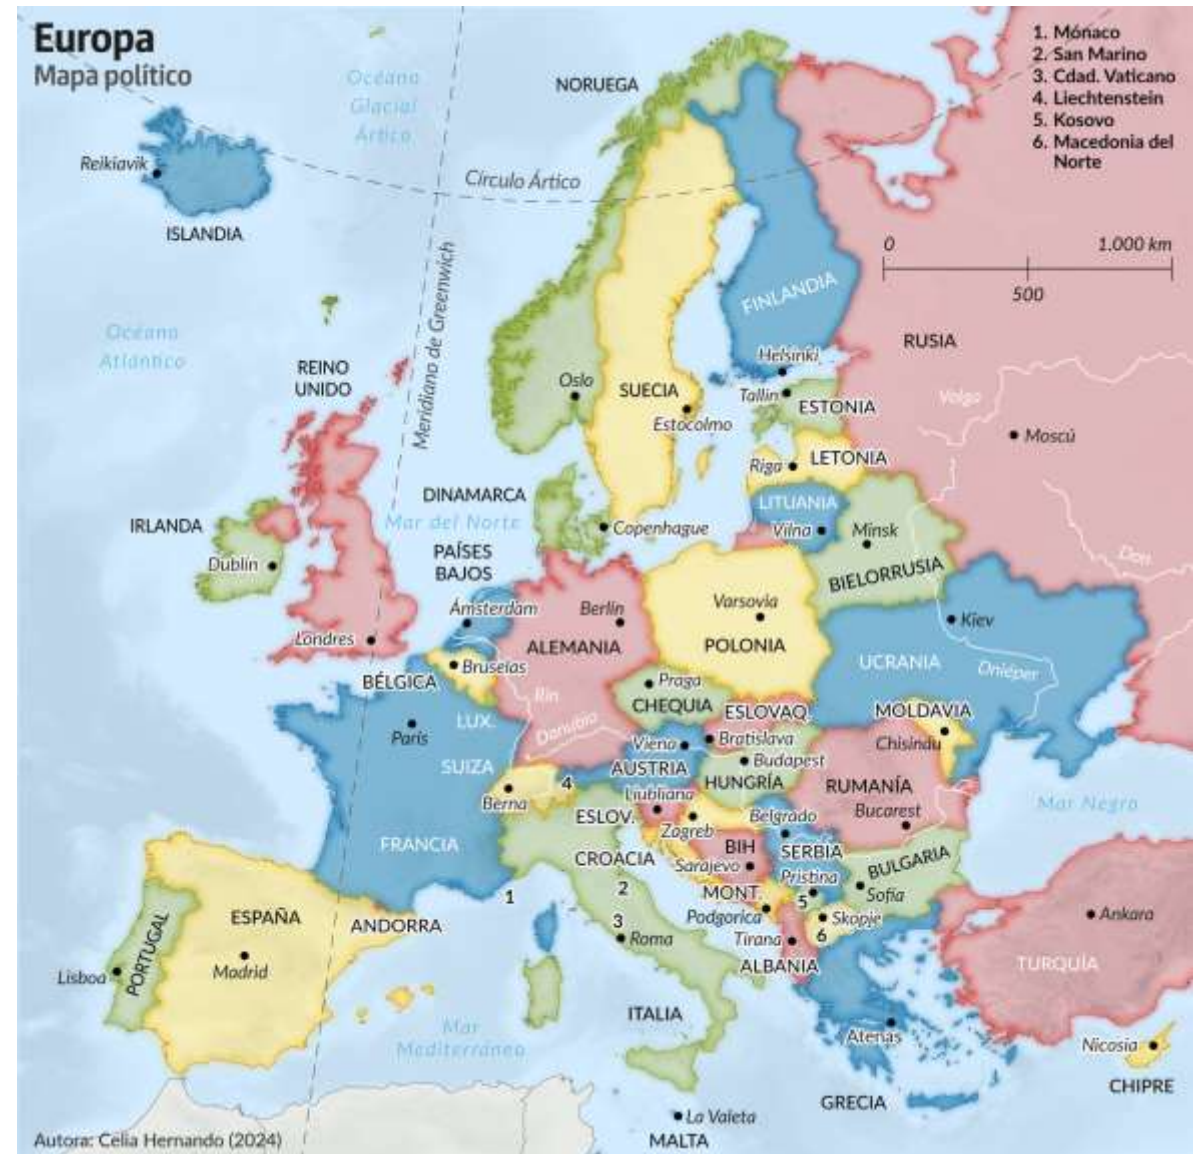 Europa
Mapa político
1. Mónaco
2. San Marino
3. Cdad. Vaticano
4. Liechtenstein
5. Kosovo
6. Macedonia del
Norte
Océano
Glacial
Ártico
NORUEGA
Reikiavik
Círculo Ártico
ISLANDIA
Meridiano de Greenwich
0
1.000 km
500
FINLANDIA
Océano
Atlántico
REINO
UNIDO
RUSIA
Helsinki
Oslo
SUECIA
Tallin
ESTONIA
Volga
Estocolmo
Moscú
Riga
LETONIA
DINAMARCA
LITUANIA
Mar del Norte
Copenhague
IRLANDA
Vilna
Minsk
Dublín
PAÍSES
BAJOS
Don
BIELORRUSIA
Ámsterdam
Berlín
Varsovia
Kiev
Londres
ALEMANIA
POLONIA
UCRANIA
Bruselas
Dniéper
BÉLGICA
Praga
Rin
CHEQUIA
LUX.
ESLOVAQ.
MOLDAVIA
París
Danubio
Viena
Bratislava
Chisináu
SUIZA
AUSTRIA
Budapest
4
HUNGRÍA
RUMANÍA
Berna
Liubliana
ESLOV.
Zagreb
Belgrado
Bucarest
Mar Negro
FRANCIA
CROACIA
BIH
SERBIA
BULGARIA
Sarajevo
Pristina
1
2
MONT.
5
Sofía
ESPAÑA
ANDORRA
3
Podgorica
Skopje
Ankara
PORTUGAL
Roma
Tirana
6
Lisboa
Madrid
ALBANIA
TURQUÍA
ITALIA
Mar
Mediterráneo
Atenas
Nicosia
CHIPRE
GRECIA
La Valeta
MALTA
Autora: Celia Hernando (2024)